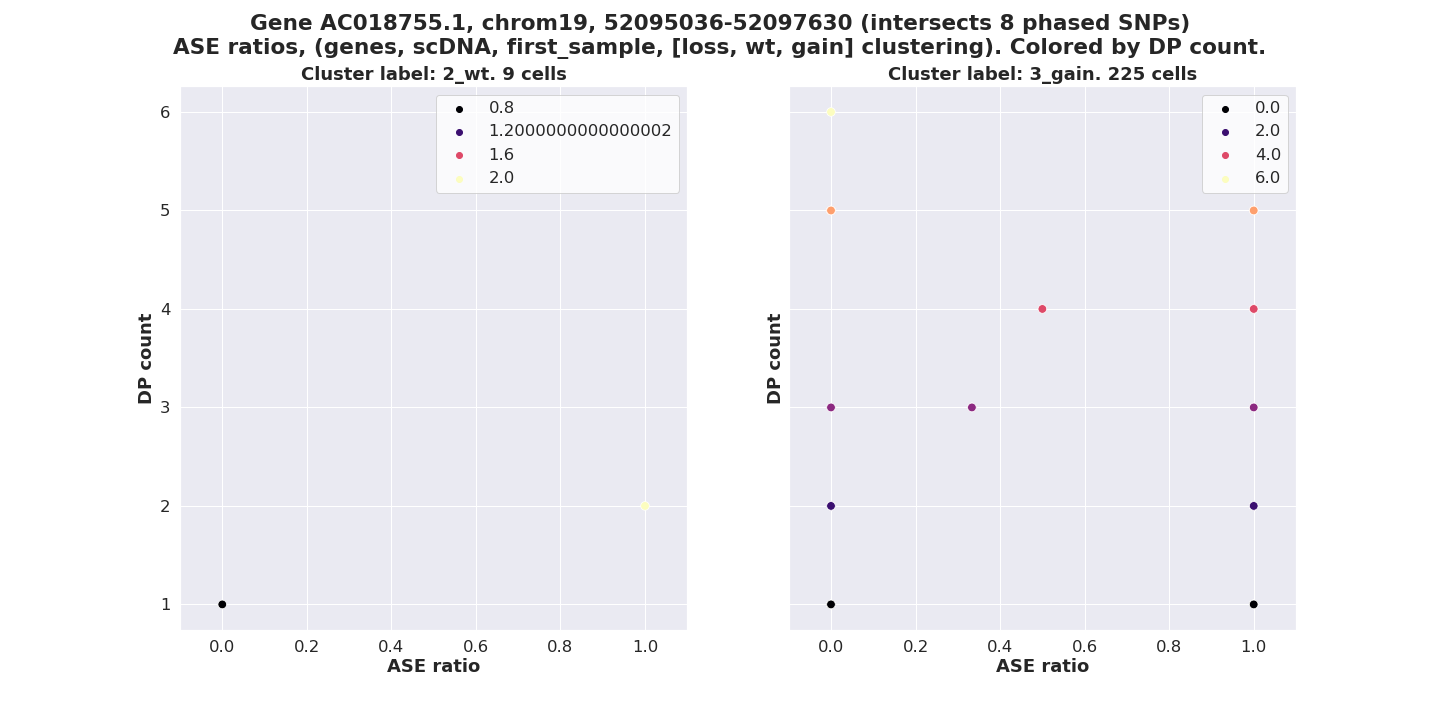 Gene AC018755.1, chrom19, 52095036-52097630 (intersects 8 phased SNPs)
ASE ratios, (genes, scDNA, first_sample, [loss, wt, gain] clustering). Colored by DP count.
Cluster label: 2_wt. 9 cells
0.8
1.2000000000000002
1.6
2.0
6
5
4
3
2
1
DP count
0.0 0.2 0.4 0.6 0.8 1.0
ASE ratio
Cluster label: 3_gain. 225 cells
0.0
2.0
4.0
6.0
DP count
0.0 0.2 0.4 0.6 0.8 1.0
ASE ratio